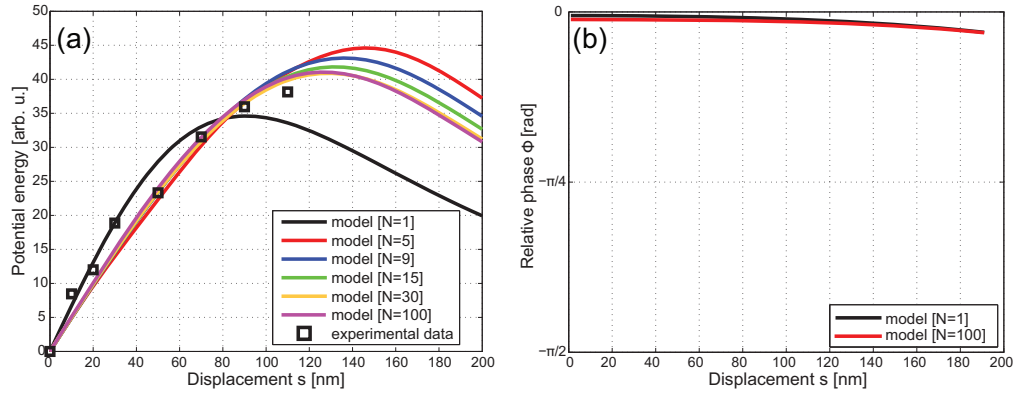 (a)
Potential energy [arb. u.]
50
45
40
35
30
25
20
15
10
5
0
0 20 40 60 80 100 120 140 160 180 200
Displacement s [nm]
model [N=1]
model [N=5]
model [N=9]
model [N=15]
model [N=30]
model [N=100]
experimental data
(b)
Relative phase Φ [rad]
0
−π/4
−π/2
0 20 40 60 80 100 120 140 160 180 200
Displacement s [nm]
model [N=1]
model [N=100]